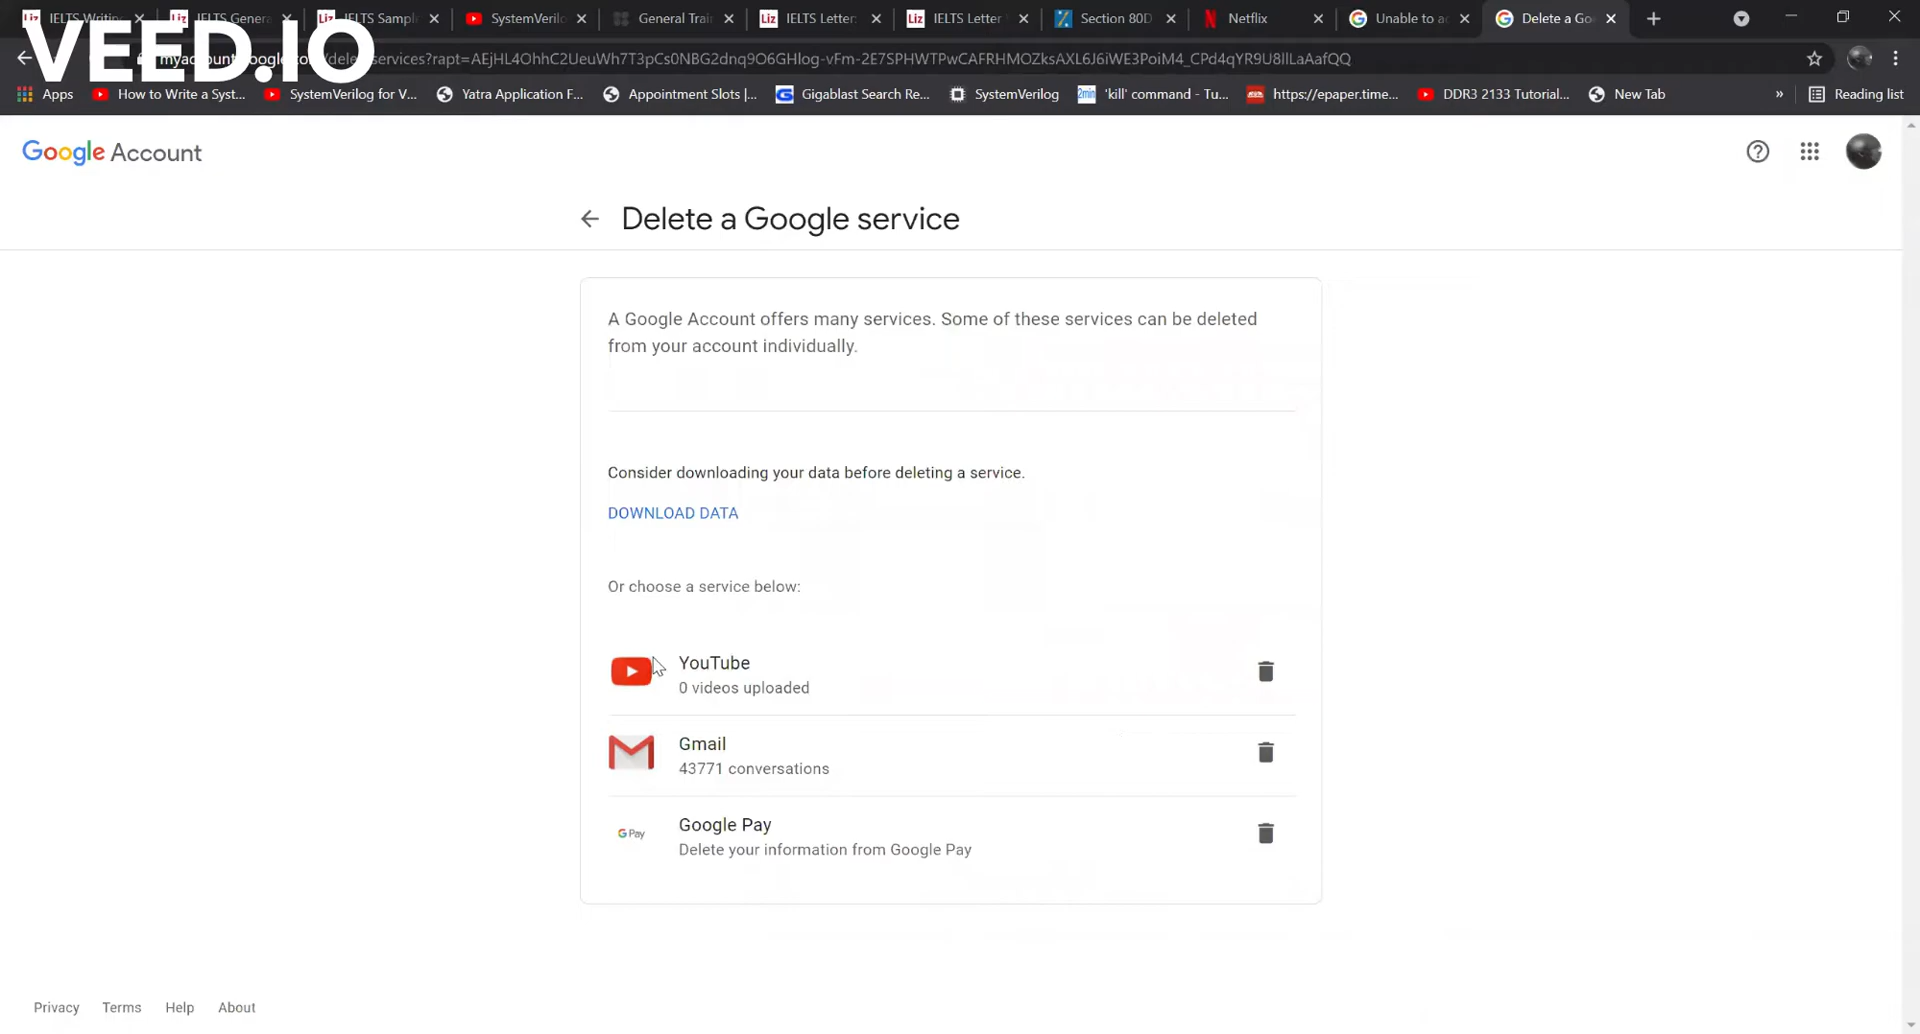 IELTS Writing
IELTS Genera
IELTS Sampl
SystemVerilo
General Trai
IELTS Letter
IELTS Letter
Section 80D
Netflix
Unable to a
Delete a Go
VEED.IO
services?rapt=AEjHL4OhhC2UeuWh7T3pCs0NBG2dnq9O6GHlog-vFm-2E7SPHWTPwCAFRHMOZksAXL6J6iWE3PoiM4_CPd4qYR9U8llLaAafQQ
Apps
How to Write a Syst...
SystemVerilog for V...
Yatra Application F...
Appointment Slots |...
Gigablast Search Re...
SystemVerilog
2min
'kill' command - Tu...
https://epaper.time...
DDR3 2133 Tutorial...
New Tab
»
Reading list
Google Account
Delete a Google service
A Google Account offers many services. Some of these services can be deleted
from your account individually.
Consider downloading your data before deleting a service.
DOWNLOAD DATA
Or choose a service below:
YouTube
0 videos uploaded
Gmail
43771 conversations
G Pay
Google Pay
Delete your information from Google Pay
Privacy Terms Help About